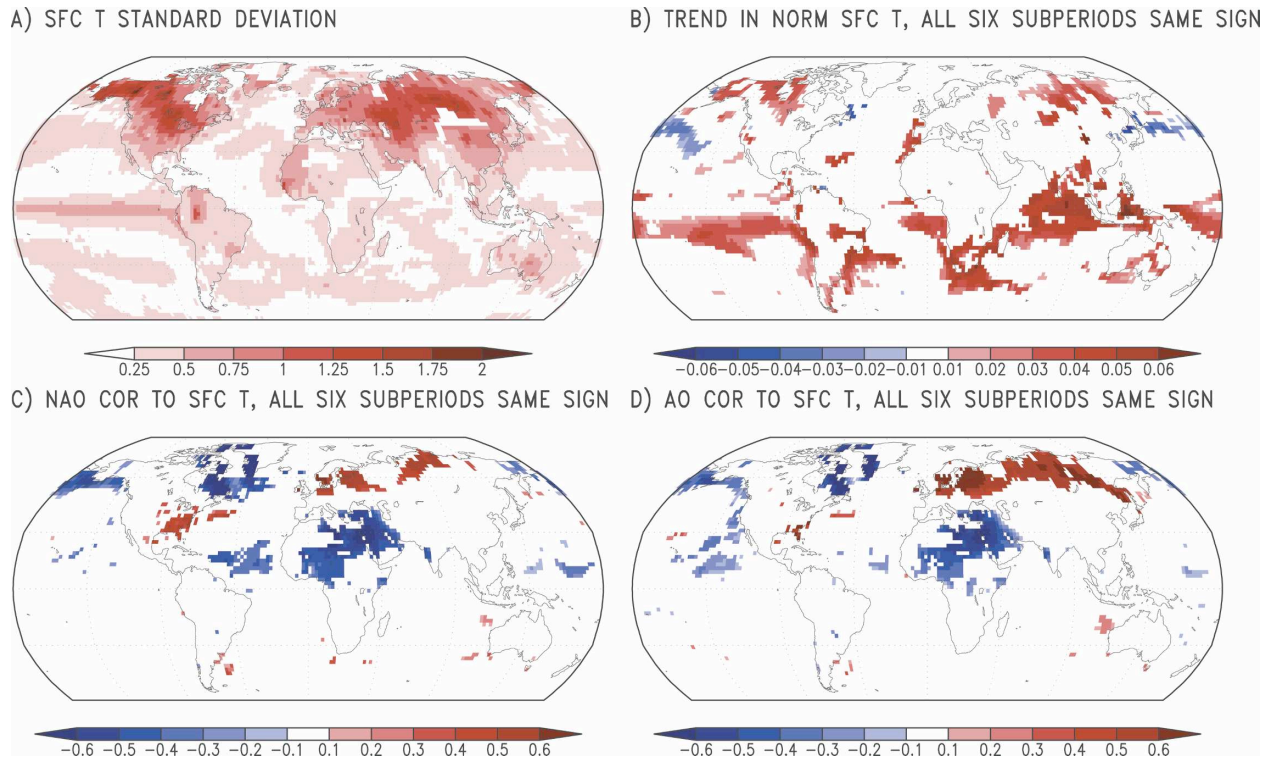 A) SFC T STANDARD DEVIATION
B) TREND IN NORM SFC T, ALL SIX SUBPERIODS SAME SIGN
0.25 0.5 0.75 1 1.25 1.5 1.75 2
-0.06 -0.05 -0.04 -0.03 -0.02 -0.01 0.01 0.02 0.03 0.04 0.05 0.06
C) NAO COR TO SFC T, ALL SIX SUBPERIODS SAME SIGN
D) AO COR TO SFC T, ALL SIX SUBPERIODS SAME SIGN
-0.6 -0.5 -0.4 -0.3 -0.2 -0.1 0.1 0.2 0.3 0.4 0.5 0.6
-0.6 -0.5 -0.4 -0.3 -0.2 -0.1 0.1 0.2 0.3 0.4 0.5 0.6